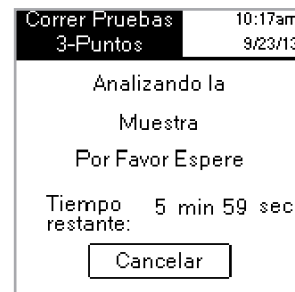 Correr Pruebas 10:17am
3-Puntos 9/23/13
Analizando la
Muestra
Por Favor Espere
Tiempo restante: 5 min 59 sec
Cancelar